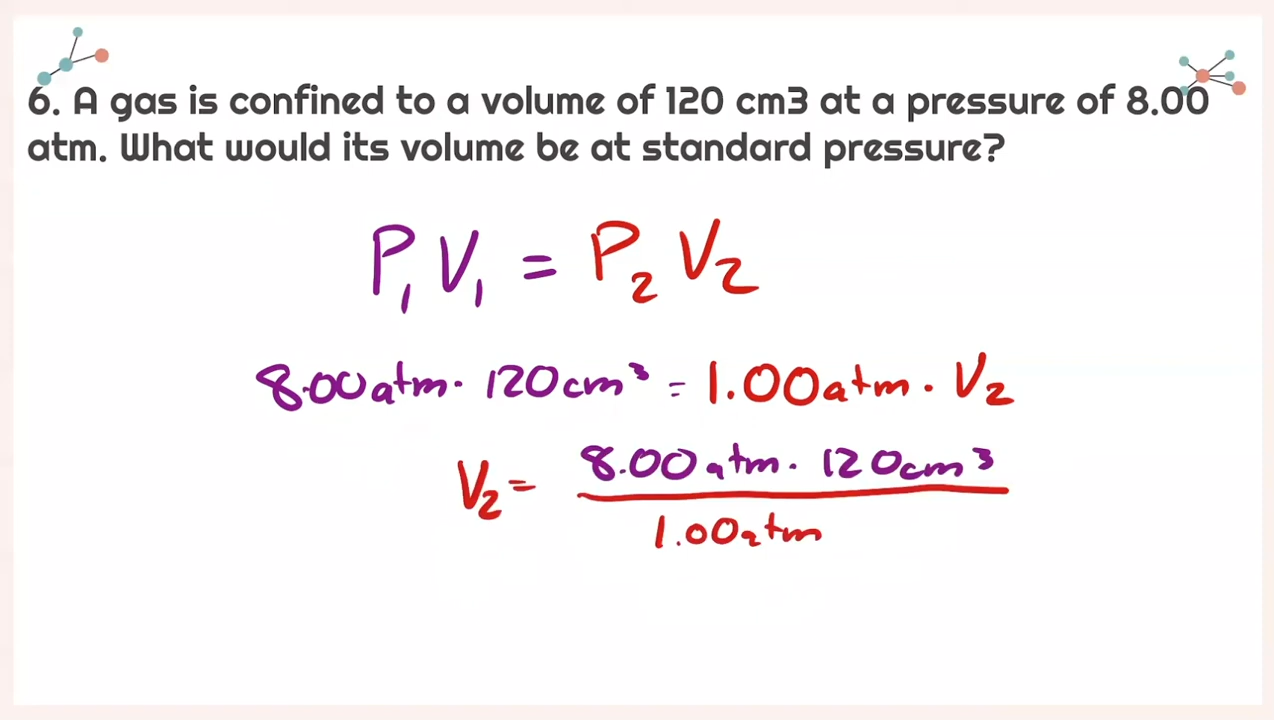 6. A gas is confined to a volume of 120 cm3 at a pressure of 8.00
atm. What would its volume be at standard pressure?
P₁V₁ = P₂V₂
8.00atm · 120cm³ = 1.00atm · V₂
V₂ = 8.00atm · 120cm³
1.00atm